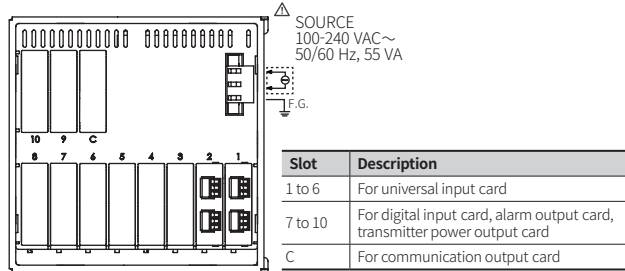 SOURCE
100-240 VAC～
50/60 Hz, 55 VA
F.G.
10 9 C
8 7 6 5 4 3 2 1
Slot Description
1 to 6 For universal input card
7 to 10 For digital input card, alarm output card,
transmitter power output card
C For communication output card